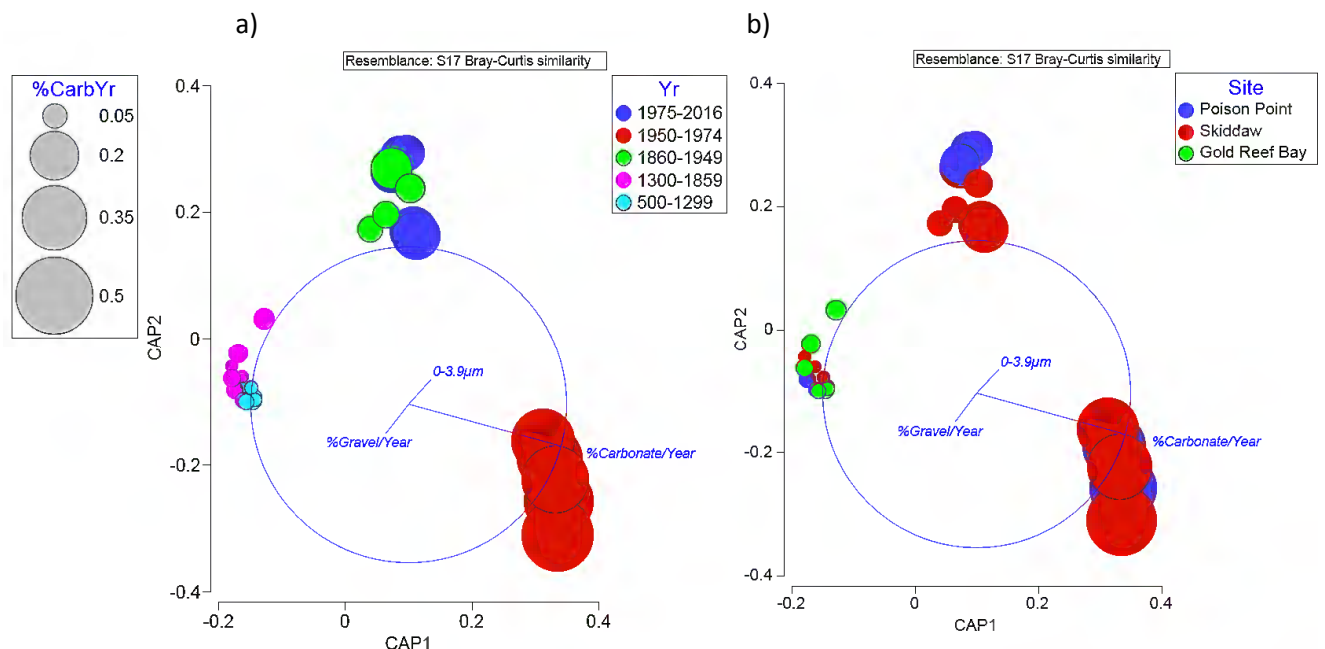 a)
Resemblance: S17 Bray-Curtis similarity
%CarbYr
0.05
0.2
0.35
0.5
Yr
1975-2016
1950-1974
1860-1949
1300-1859
500-1299
0.4
0.2
0
-0.2
-0.4
CAP2
0-3.9µm
%Gravel/Year
%Carbonate/Year
-0.2
0
0.2
0.4
CAP1
b)
Resemblance: S17 Bray-Curtis similarity
Site
Poison Point
Skiddaw
Gold Reef Bay
0.4
0.2
0
-0.2
-0.4
CAP2
0-3.9µm
%Gravel/Year
%Carbonate/Year
-0.2
0
0.2
0.4
CAP1